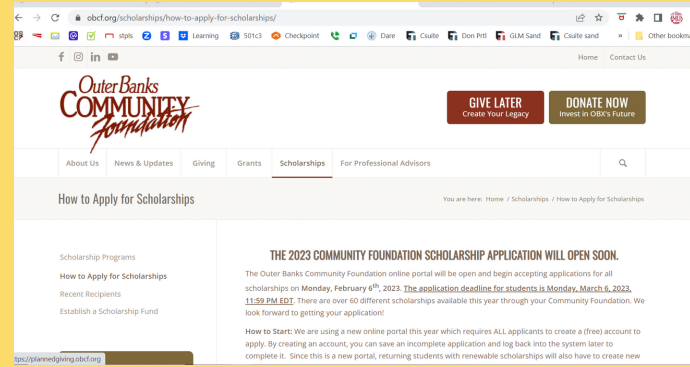 obcf.org/scholarships/how-to-apply-for-scholarships/
stpls
Learning
501c3
Checkpoint
Dare
Csuite
Don Prtl
GLM Sand
Csuite sand
»
Other bookma
Home
Contact Us
Outer Banks
COMMUNITY
Foundation
GIVE LATER
Create Your Legacy
DONATE NOW
Invest in OBX's Future
About Us
News & Updates
Giving
Grants
Scholarships
For Professional Advisors
How to Apply for Scholarships
You are here: Home / Scholarships / How to Apply for Scholarships
Scholarship Programs
How to Apply for Scholarships
Recent Recipients
Establish a Scholarship Fund
THE 2023 COMMUNITY FOUNDATION SCHOLARSHIP APPLICATION WILL OPEN SOON.
The Outer Banks Community Foundation online portal will be open and begin accepting applications for all
scholarships on Monday, February 6th, 2023. The application deadline for students is Monday, March 6, 2023,
11:59 PM EDT. There are over 60 different scholarships available this year through your Community Foundation. We
look forward to getting your application!
How to Start: We are using a new online portal this year which requires ALL applicants to create a (free) account to
apply. By creating an account, you can save an incomplete application and log back into the system later to
complete it. Since this is a new portal, returning students with renewable scholarships will also have to create new
ttps://plannedgiving.obcf.org